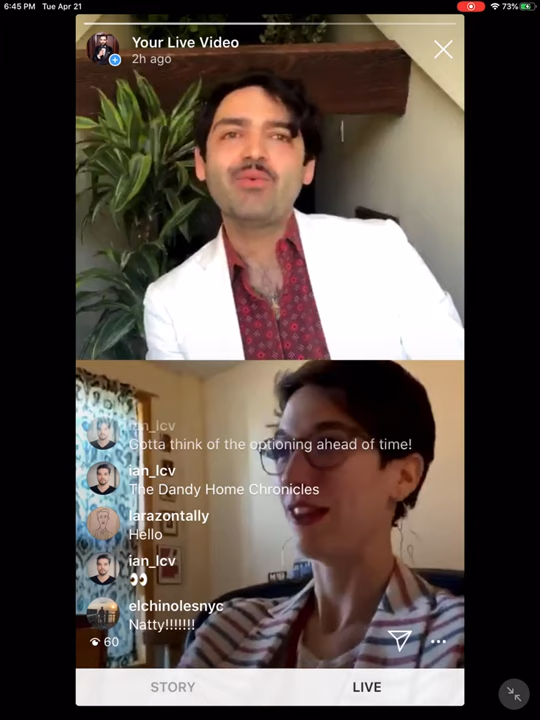 6:45 PM Tue Apr 21
73%
Your Live Video
2h ago
ian_lcv
Gotta think of the optioning ahead of time!
ian_lcv
The Dandy Home Chronicles
larazontally
Hello
ian_lcv
👀
elchinolesnyc
Natty!!!!!!!
60
STORY LIVE